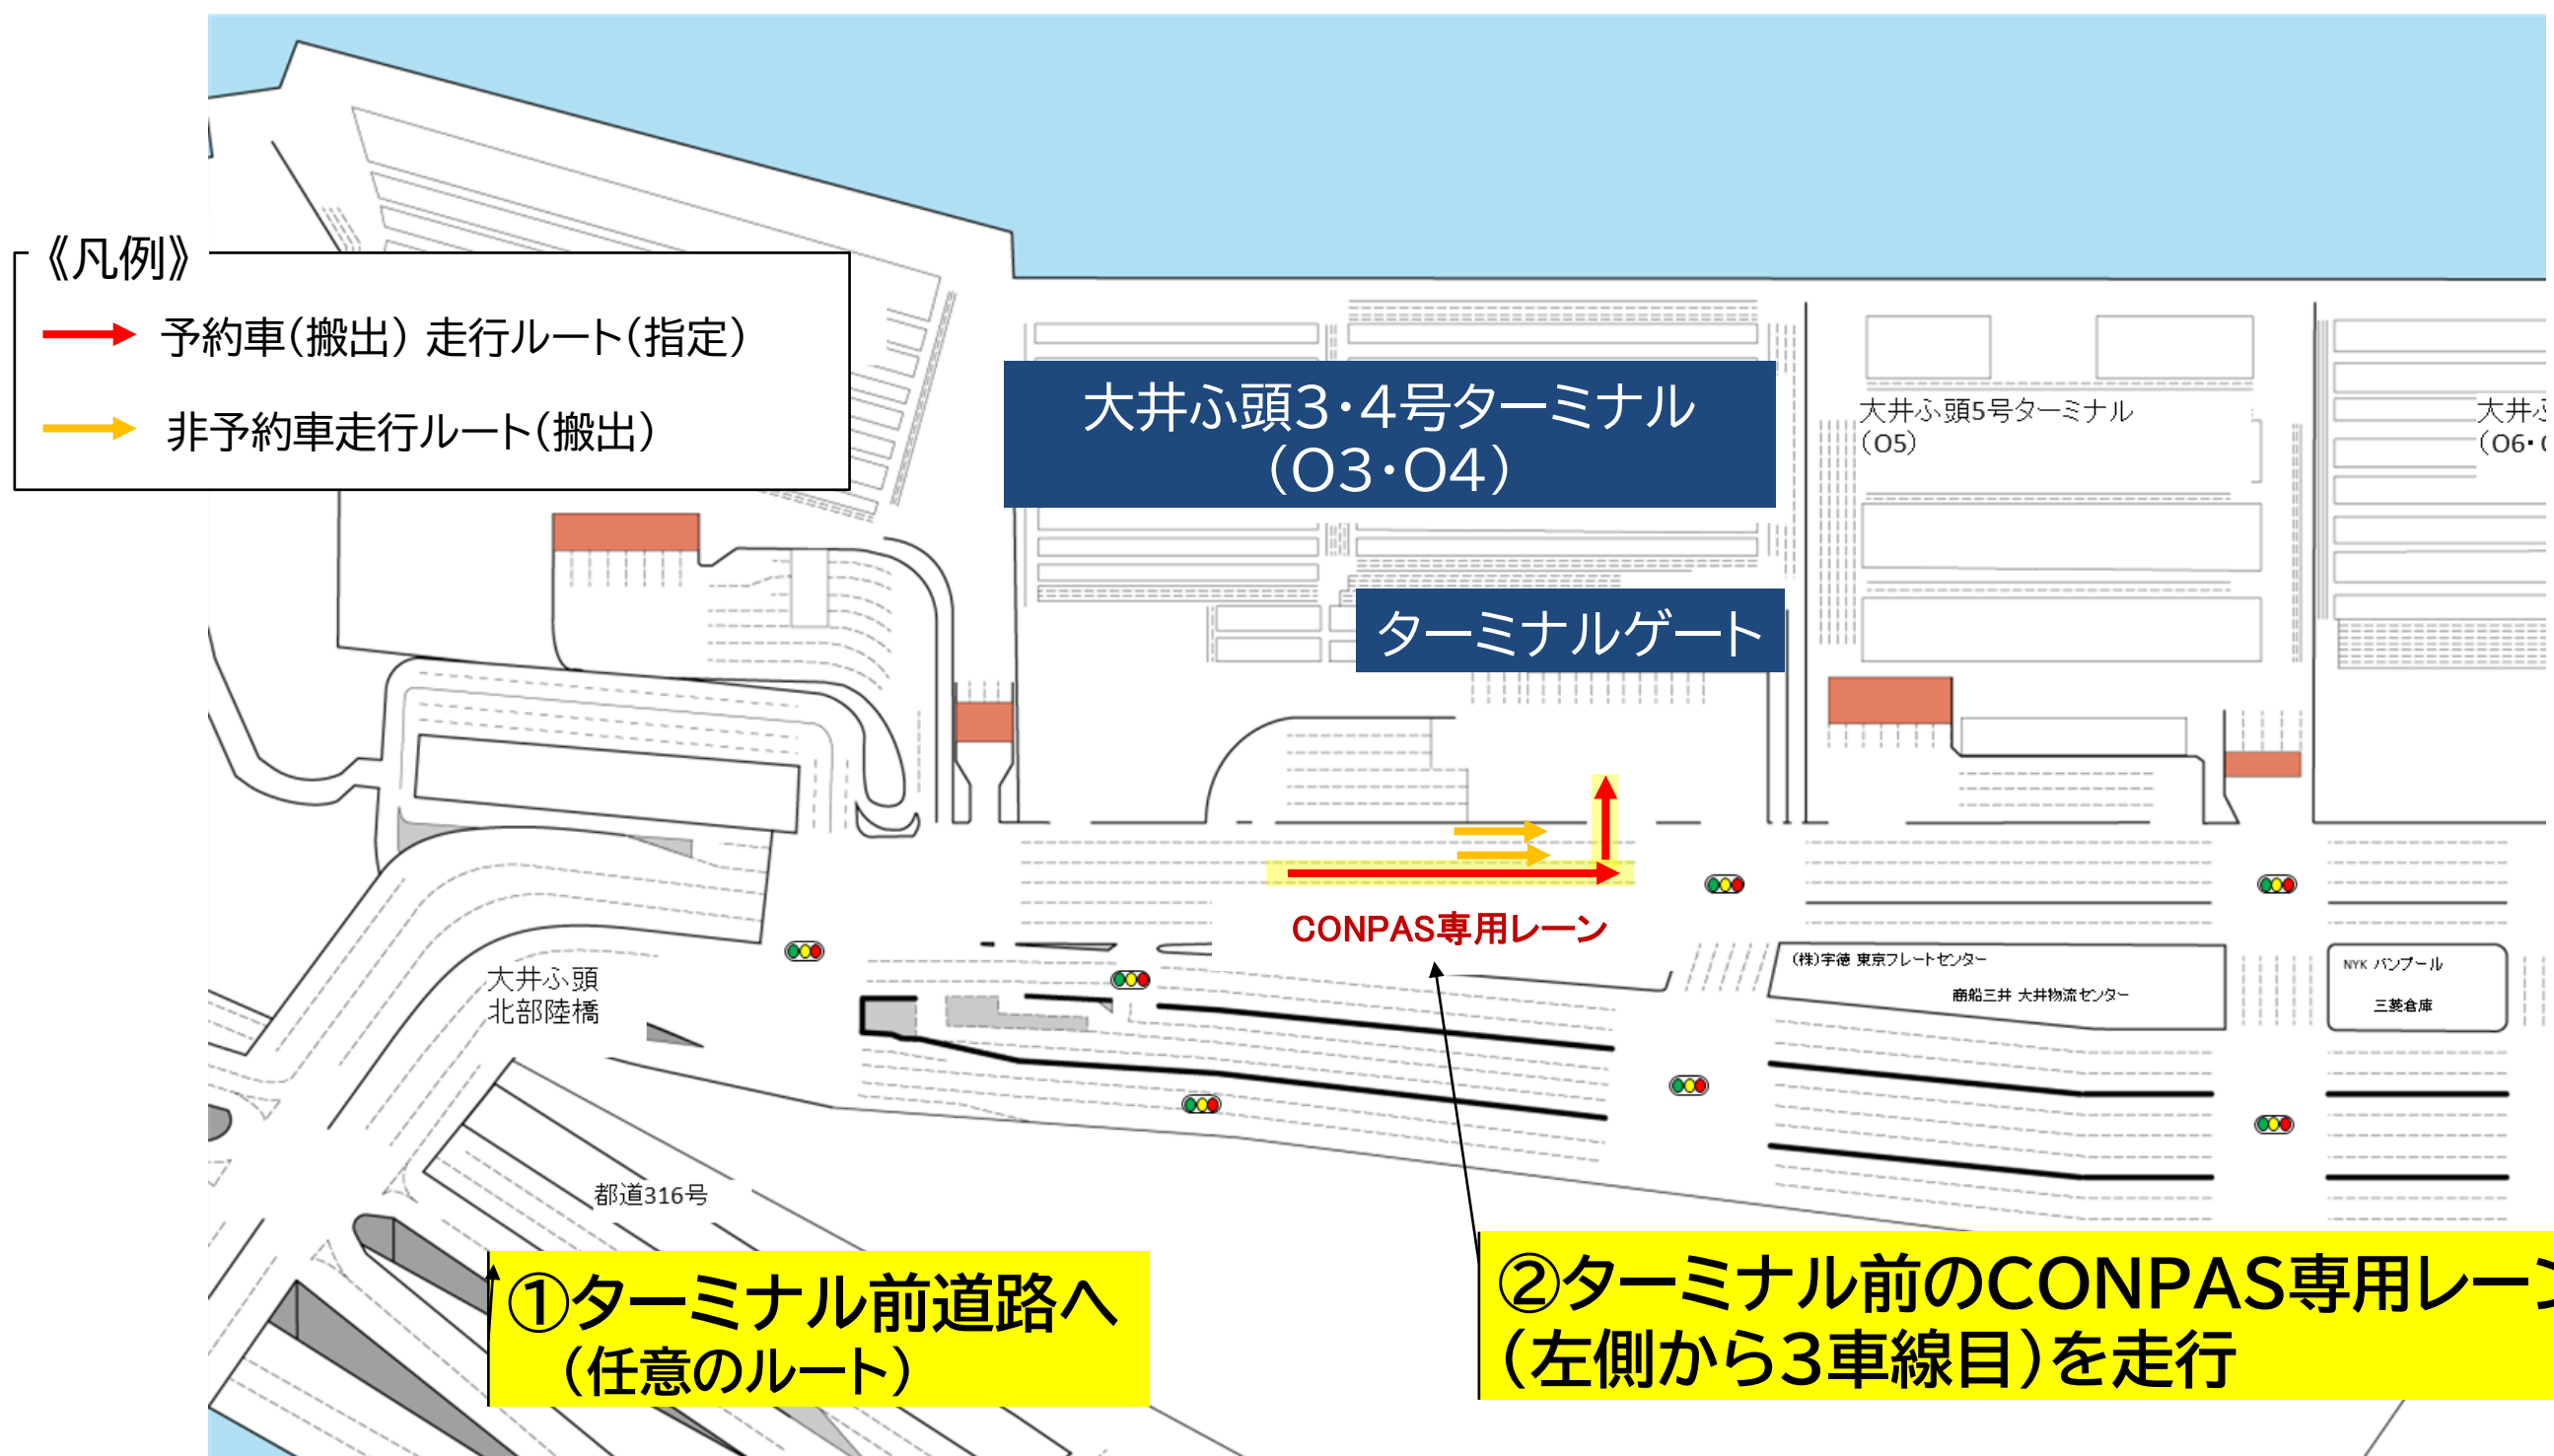 《凡例》
予約車(搬出) 走行ルート(指定)
非予約車走行ルート(搬出)
大井ふ頭3・4号ターミナル
(O3・O4)
大井ふ頭5号ターミナル
(O5)
大井ふ
(O6・
ターミナルゲート
CONPAS専用レーン
(株)宇徳 東京フレートセンター
商船三井 大井物流センター
NYK バンプール
三菱倉庫
大井ふ頭
北部陸橋
都道316号
①ターミナル前道路へ
(任意のルート)
②ターミナル前のCONPAS専用レーン
(左側から3車線目)を走行